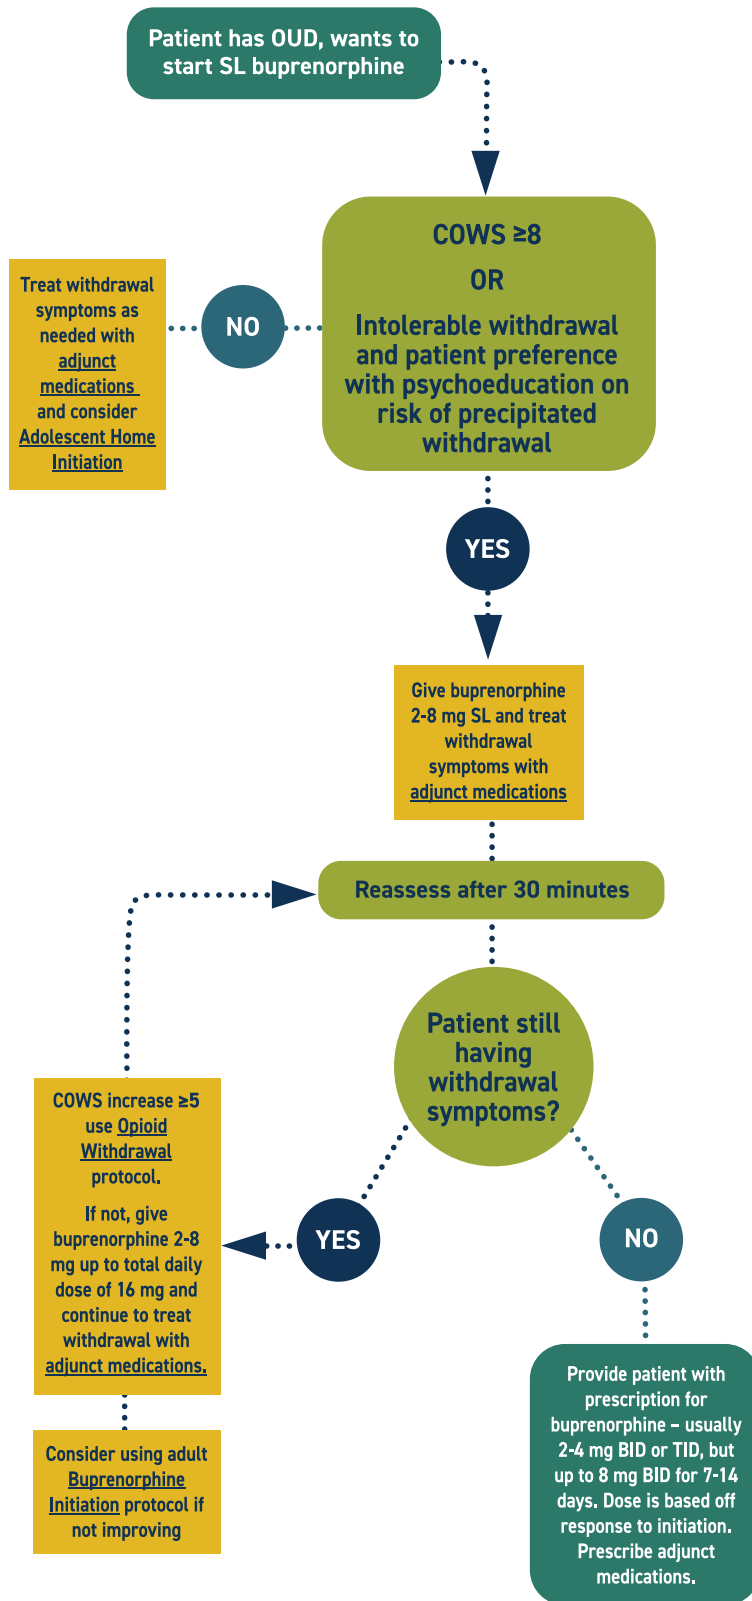 Patient has OUD, wants to
start SL buprenorphine
COWS ≥8
OR
Intolerable withdrawal
and patient preference
with psychoeducation on
risk of precipitated
withdrawal
NO
Treat withdrawal
symptoms as
needed with
adjunct
medications
and consider
Adolescent Home
Initiation
YES
Give buprenorphine
2-8 mg SL and treat
withdrawal
symptoms with
adjunct medications
Reassess after 30 minutes
Patient still
having
withdrawal
symptoms?
YES
COWS increase ≥5
use Opioid
Withdrawal
protocol.
If not, give
buprenorphine 2-8
mg up to total daily
dose of 16 mg and
continue to treat
withdrawal with
adjunct medications.
Consider using adult
Buprenorphine
Initiation protocol if
not improving
NO
Provide patient with
prescription for
buprenorphine – usually
2-4 mg BID or TID, but
up to 8 mg BID for 7-14
days. Dose is based off
response to initiation.
Prescribe adjunct
medications.